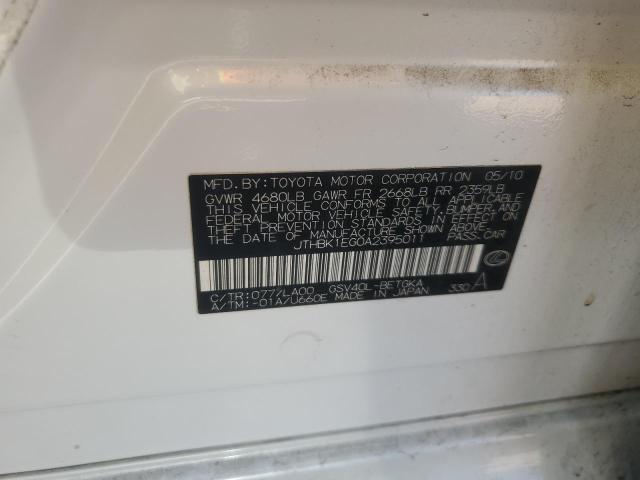 MFD.BY:TOYOTA MOTOR CORPORATION 05/10
GVWR 4680LB GAWR FR 2668LB RR 2359LB
THIS VEHICLE CONFORMS TO ALL APPLICABLE
FEDERAL MOTOR VEHICLE SAFETY, BUMPER, AND
THEFT PREVENTION STANDARDS IN EFFECT ON
THE DATE OF MANUFACTURE SHOWN ABOVE.
JTHBK1EG0A2395011 PASS.CAR
C/TR:077/LA00 GSV40L-BETGKA
A/TM:-01A/U660E MADE IN JAPAN 330 A